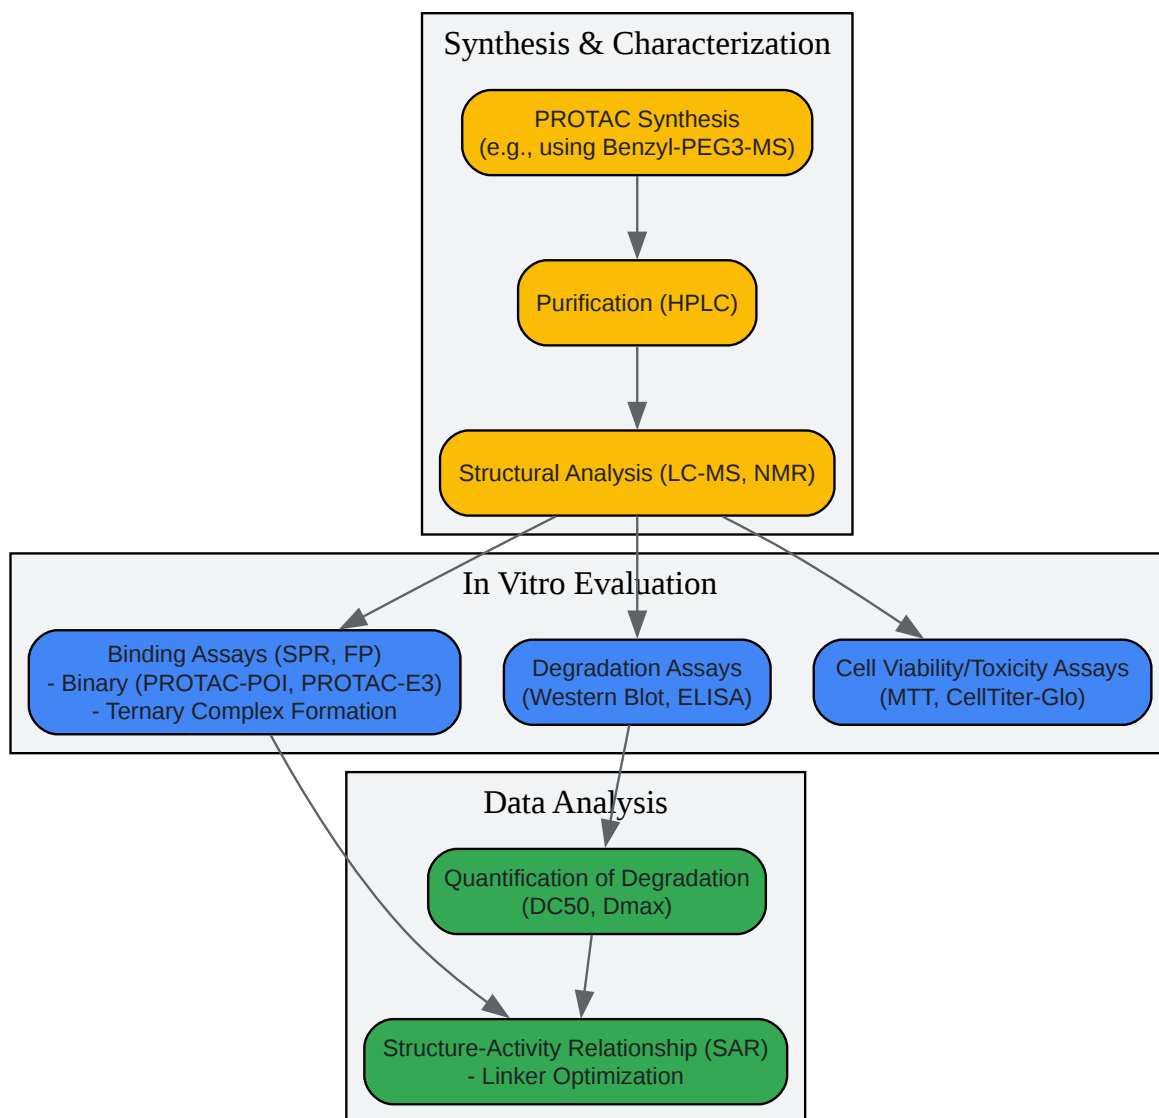 Synthesis & Characterization
PROTAC Synthesis
(e.g., using Benzyl-PEG3-MS)
Purification (HPLC)
Structural Analysis (LC-MS, NMR)
In Vitro Evaluation
Binding Assays (SPR, FP)
- Binary (PROTAC-POI, PROTAC-E3)
- Ternary Complex Formation
Degradation Assays
(Western Blot, ELISA)
Cell Viability/Toxicity Assays
(MTT, CellTiter-Glo)
Data Analysis
Quantification of Degradation
(DC50, Dmax)
Structure-Activity Relationship (SAR)
- Linker Optimization